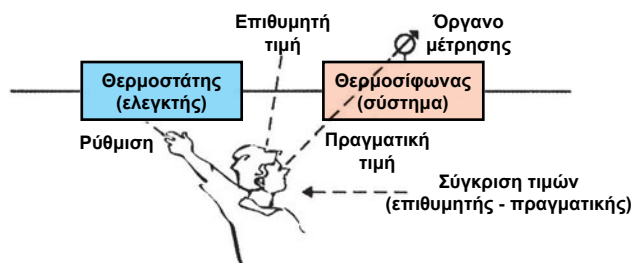 Επιθυμητή
τιμή
Όργανο
μέτρησης
Θερμοστάτης
(ελεγκτής)
Θερμοσίφωνας
(σύστημα)
Ρύθμιση
Πραγματική
τιμή
Σύγκριση τιμών
(επιθυμητής - πραγματικής)